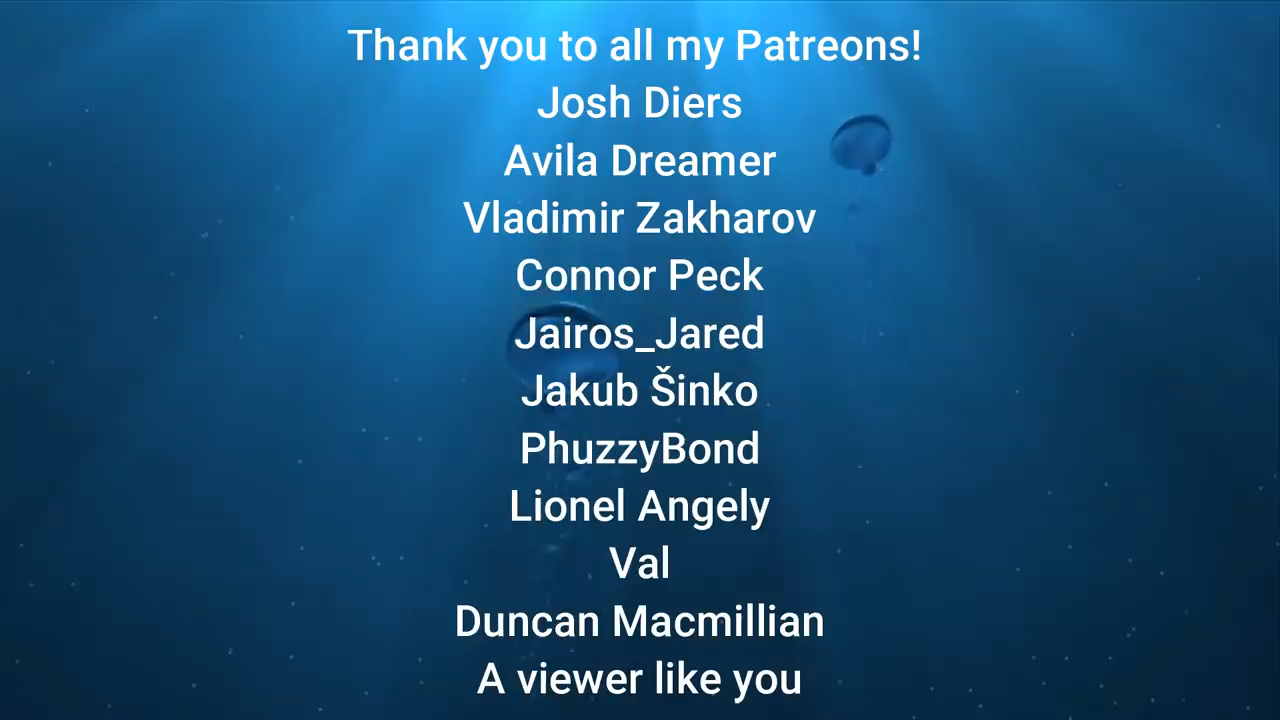 Thank you to all my Patreons!
Josh Diers
Avila Dreamer
Vladimir Zakharov
Connor Peck
Jairos_Jared
Jakub Šinko
PhuzzyBond
Lionel Angely
Val
Duncan Macmillian
A viewer like you